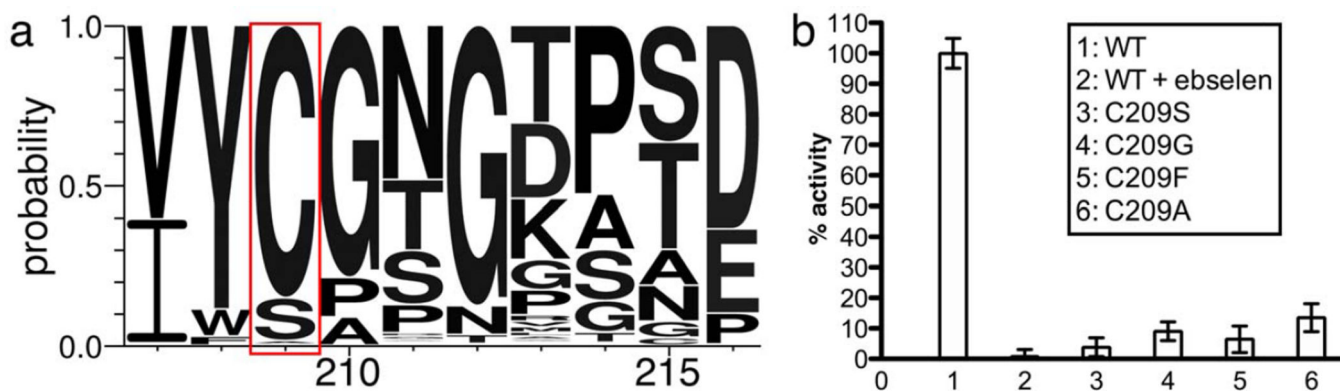 a
probability
1.0
0.5
0.0
V Y C G N G T P S D
I W S P T N D A T E
A S K S A P
P G G N
P T G
210
215
b
% activity
110
100
90
80
70
60
50
40
30
20
10
0
0 1 2 3 4 5 6
1: WT
2: WT + ebselen
3: C209S
4: C209G
5: C209F
6: C209A